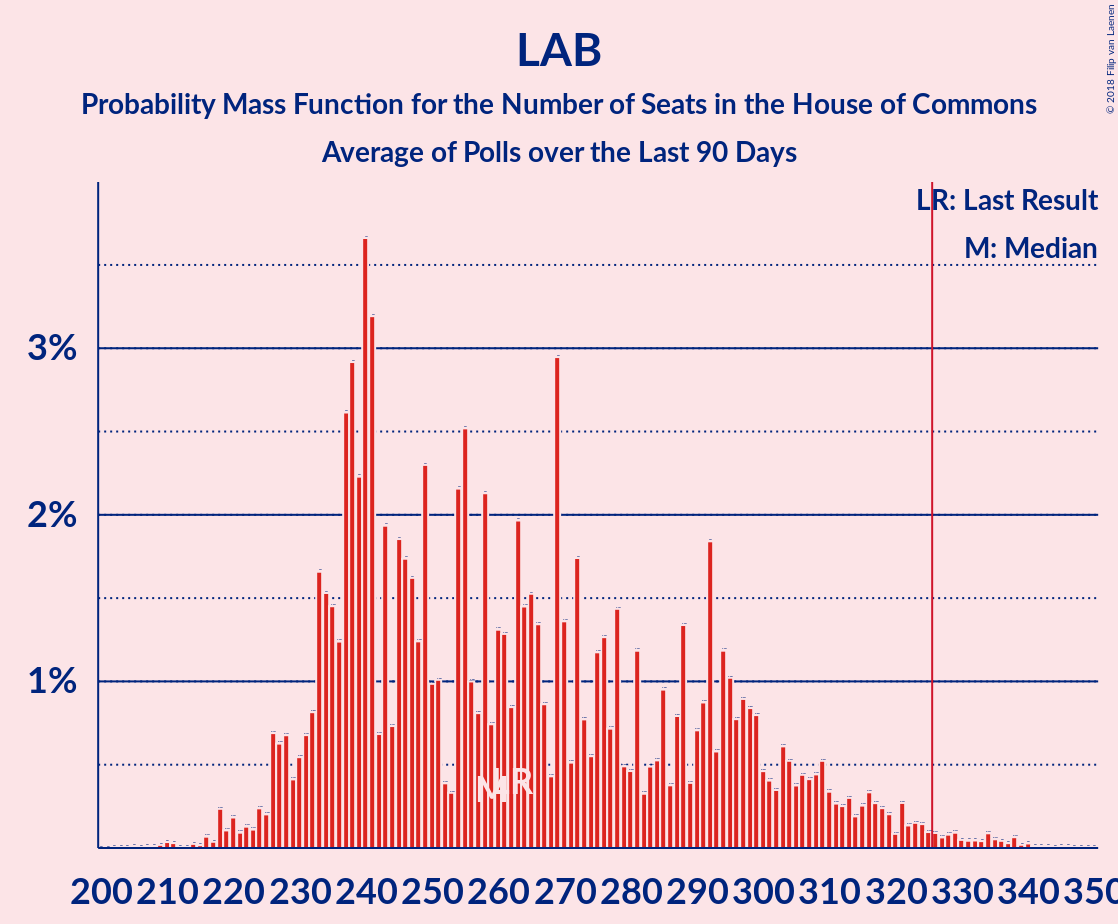 LAB
Probability Mass Function for the Number of Seats in the House of Commons
Average of Polls over the Last 90 Days
© 2018 Filip van Laenen
LR: Last Result
M: Median
3%
2%
1%
M
LR
200 210 220 230 240 250 260 270 280 290 300 310 320 330 340 350